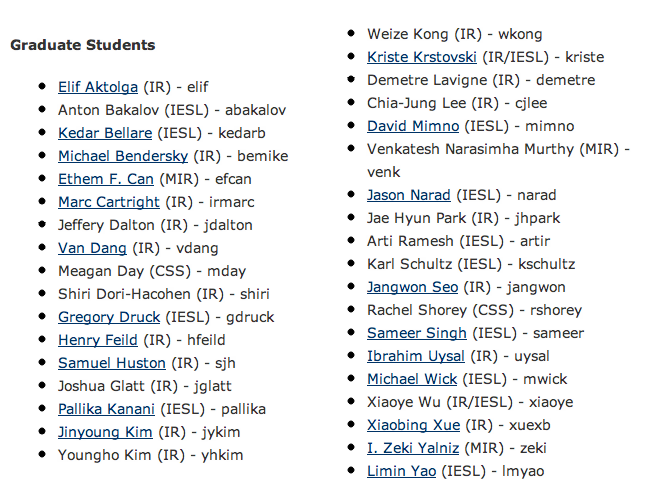 Graduate Students
Elif Aktolga (IR) - elif
Anton Bakalov (IESL) - abakalov
Kedar Bellare (IESL) - kedarb
Michael Bendersky (IR) - bemike
Ethem F. Can (MIR) - efcan
Marc Cartright (IR) - irmarc
Jeffery Dalton (IR) - jdalton
Van Dang (IR) - vdang
Meagan Day (CSS) - mday
Shiri Dori-Hacohen (IR) - shiri
Gregory Druck (IESL) - gdruck
Henry Feild (IR) - hfeild
Samuel Huston (IR) - sjh
Joshua Glatt (IR) - jglatt
Pallika Kanani (IESL) - pallika
Jinyoung Kim (IR) - jykim
Youngho Kim (IR) - yhkim
Weize Kong (IR) - wkong
Kriste Krstovski (IR/IESL) - kriste
Demetre Lavigne (IR) - demetre
Chia-Jung Lee (IR) - cjlee
David Mimno (IESL) - mimno
Venkatesh Narasimha Murthy (MIR) -
venk
Jason Narad (IESL) - narad
Jae Hyun Park (IR) - jhpark
Arti Ramesh (IESL) - artir
Karl Schultz (IESL) - kschultz
Jangwon Seo (IR) - jangwon
Rachel Shorey (CSS) - rshorey
Sameer Singh (IESL) - sameer
Ibrahim Uysal (IR) - uysal
Michael Wick (IESL) - mwick
Xiaoye Wu (IR/IESL) - xiaoye
Xiaobing Xue (IR) - xuexb
I. Zeki Yalniz (MIR) - zeki
Limin Yao (IESL) - lmyao